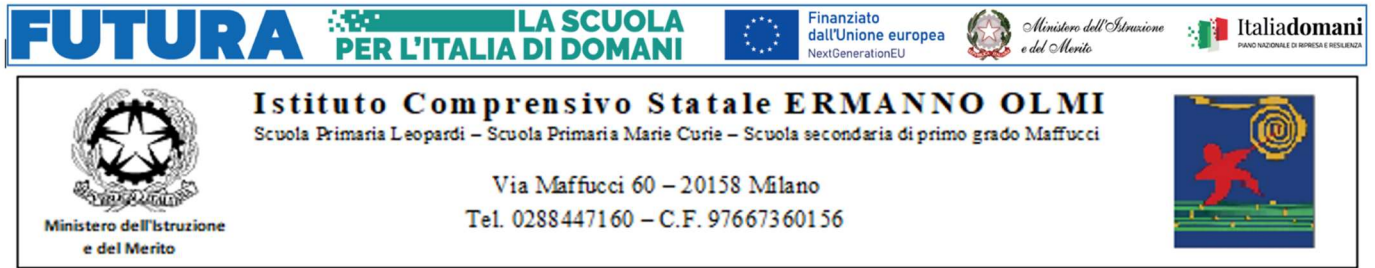 FUTURA
LA SCUOLA
PER L'ITALIA DI DOMANI
Finanziato
dall'Unione europea
NextGenerationEU
Ministero dell'Istruzione
e del Merito
Italiadomani
PIANO NAZIONALE DI RIPRESA E RESILIENZA
Istituto Comprensivo Statale ERMANNO OLMI
Scuola Primaria Leopardi – Scuola Primaria Marie Curie – Scuola secondaria di primo grado Maffucci
Via Maffucci 60 – 20158 Milano
Tel. 0288447160 – C.F. 97667360156
Ministero dell'Istruzione
e del Merito